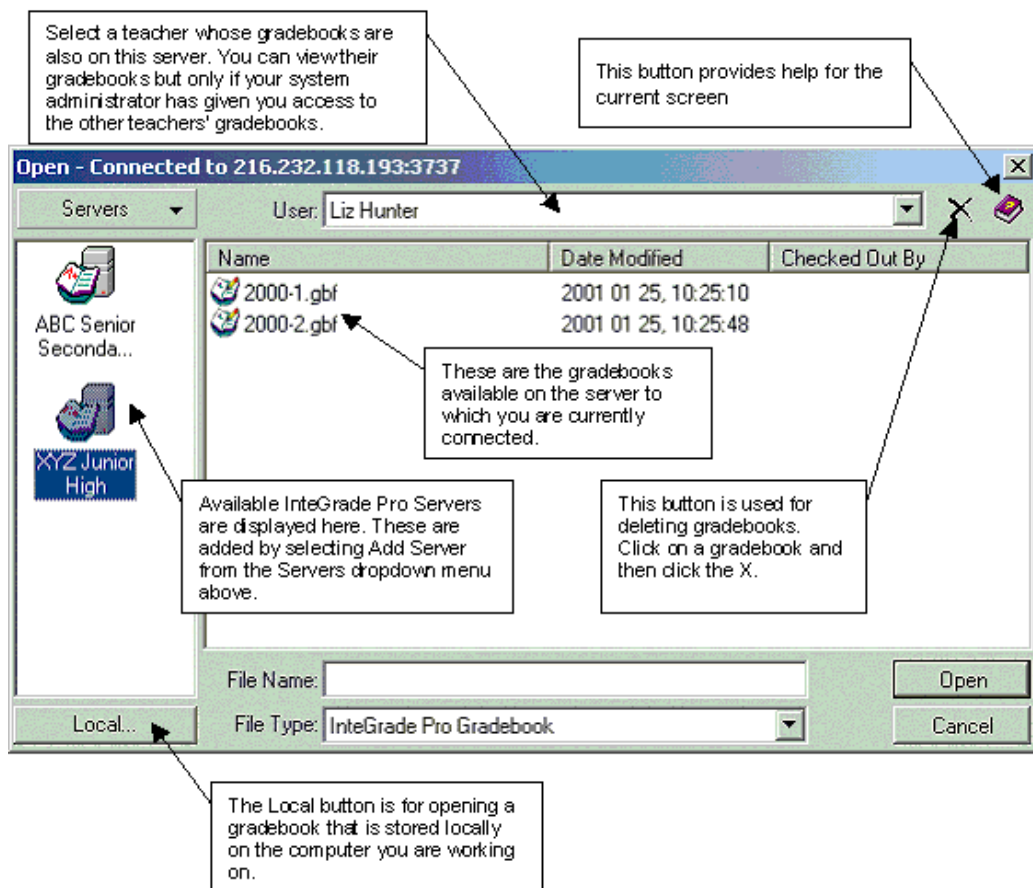 Select a teacher whose gradebooks are
also on this server. You can view their
gradebooks but only if your system
administrator has given you access to
the other teachers' gradebooks.
This button provides help for the
current screen
Open - Connected to 216.232.118.193:3737
Servers
User: Liz Hunter
Name Date Modified Checked Out By
2000-1.gbf 2001 01 25, 10:25:10
2000-2.gbf 2001 01 25, 10:25:48
ABC Senior
Seconda...
XYZ Junior
High
These are the gradebooks
available on the server to
which you are currently
connected.
Available InteGrade Pro Servers
are displayed here. These are
added by selecting Add Server
from the Servers dropdown menu
above.
This button is used for
deleting gradebooks.
Click on a gradebook and
then click the X.
File Name:
Open
Local...
File Type: InteGrade Pro Gradebook
Cancel
The Local button is for opening a
gradebook that is stored locally
on the computer you are working
on.